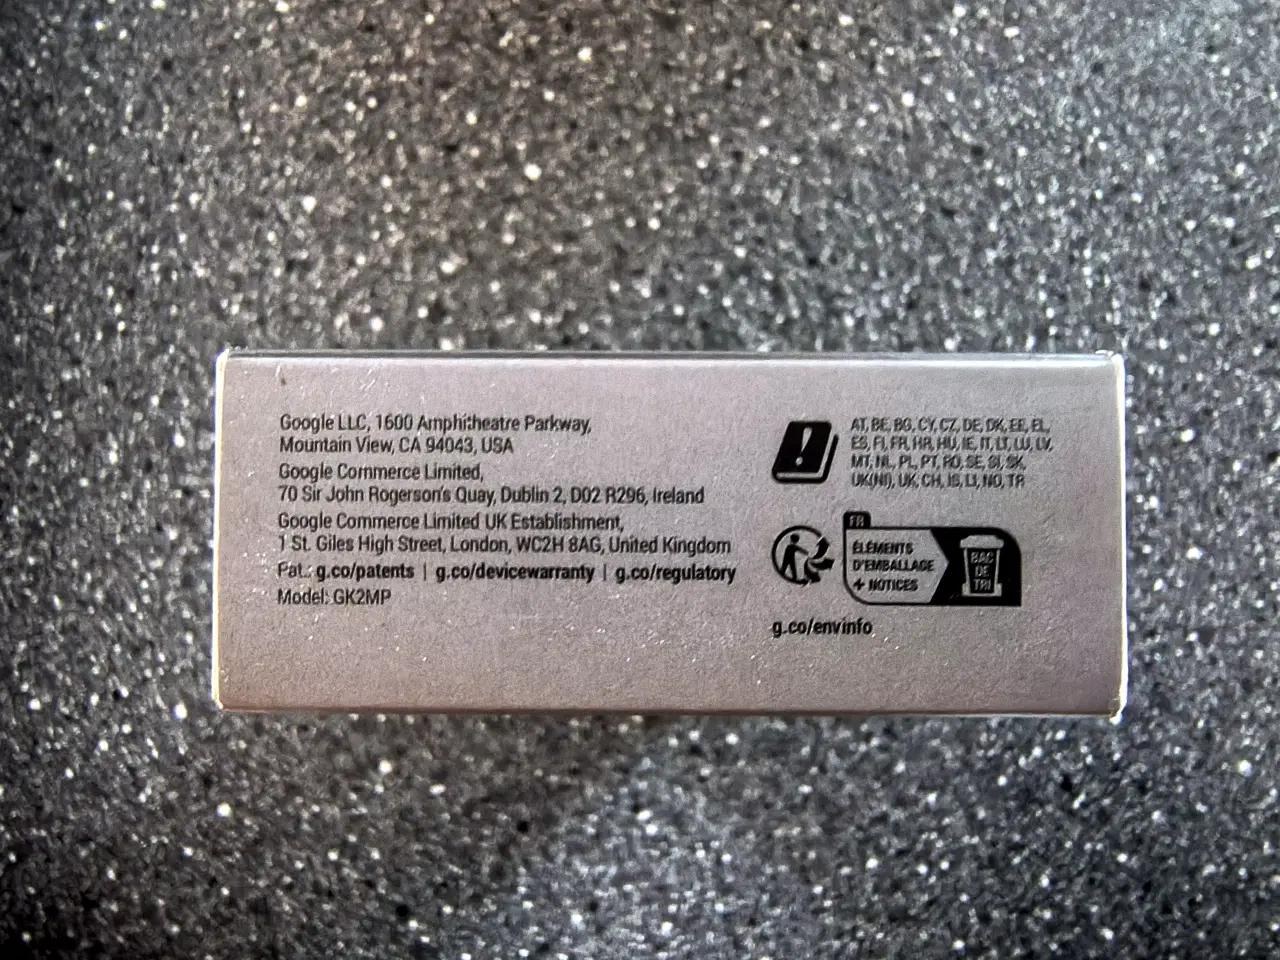 Google LLC, 1600 Amphitheatre Parkway,
Mountain View, CA 94043, USA
Google Commerce Limited,
70 Sir John Rogerson's Quay, Dublin 2, D02 R296, Ireland
Google Commerce Limited UK Establishment,
1 St. Giles High Street, London, WC2H 8AG, United Kingdom
Pat.: g.co/patents | g.co/devicewarranty | g.co/regulatory
Model: GK2MP
AT, BE, BG, CY, CZ, DE, DK, EE, EL,
ES, FI, FR, HR, HU, IE, IT, LT, LU, LV,
MT, NL, PL, PT, RO, SE, SI, SK,
UK(NI), UK, CH, IS, LI, NO, TR
FR
ÉLÉMENTS
D'EMBALLAGE
+ NOTICES
BAC
DE
TRI
g.co/envinfo